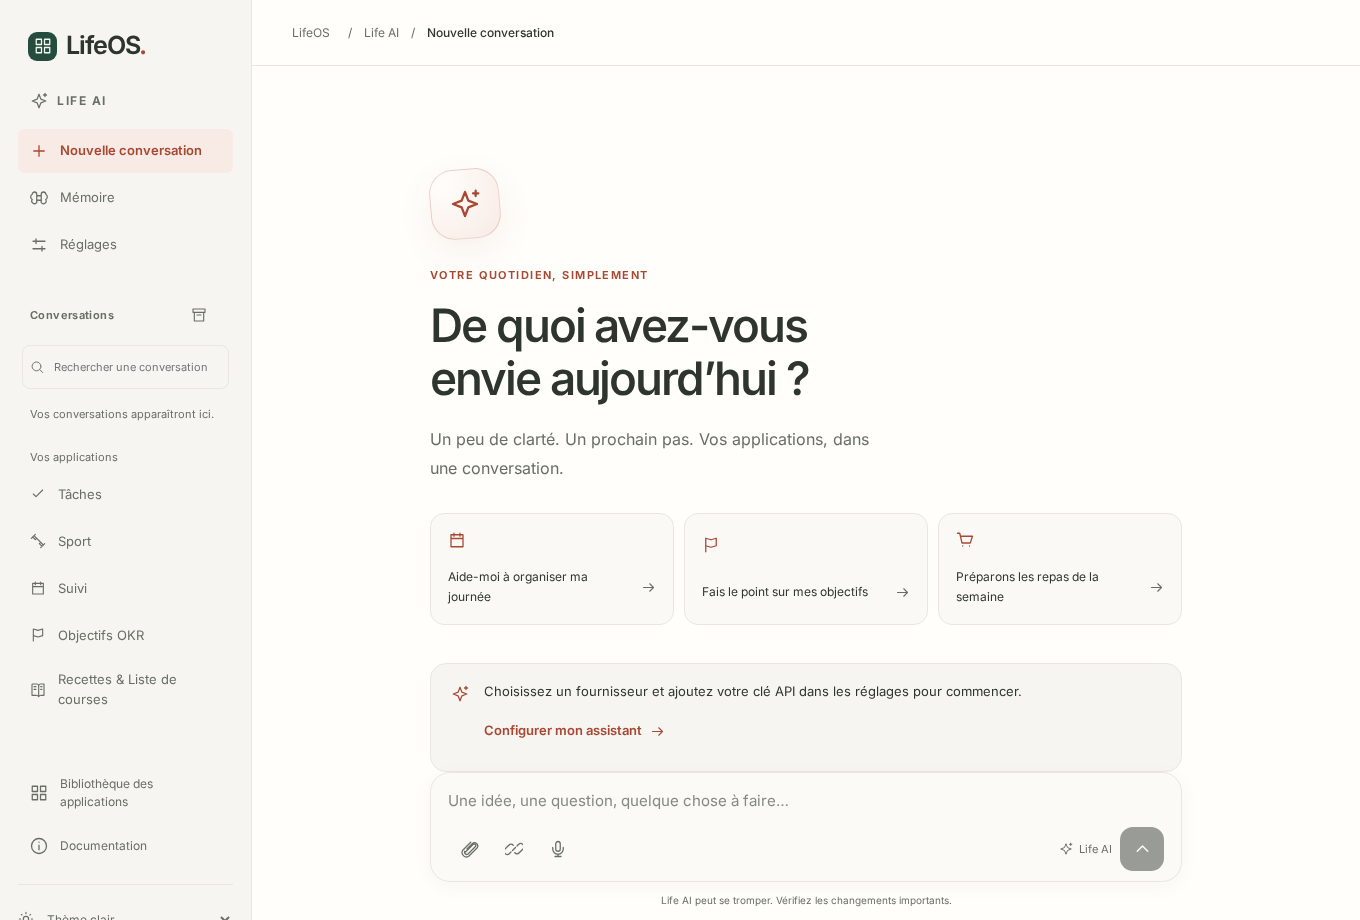 LifeOS.
LIFE AI
Nouvelle conversation
Mémoire
Réglages
Conversations
Rechercher une conversation
Vos conversations apparaîtront ici.
Vos applications
Tâches
Sport
Suivi
Objectifs OKR
Recettes & Liste de
courses
Bibliothèque des
applications
Documentation
Thème clair
LifeOS / Life AI / Nouvelle conversation
VOTRE QUOTIDIEN, SIMPLEMENT
De quoi avez-vous
envie aujourd’hui ?
Un peu de clarté. Un prochain pas. Vos applications, dans
une conversation.
Aide-moi à organiser ma
journée
Fais le point sur mes objectifs
Préparons les repas de la
semaine
Choisissez un fournisseur et ajoutez votre clé API dans les réglages pour commencer.
Configurer mon assistant
Une idée, une question, quelque chose à faire…
Life AI
Life AI peut se tromper. Vérifiez les changements importants.